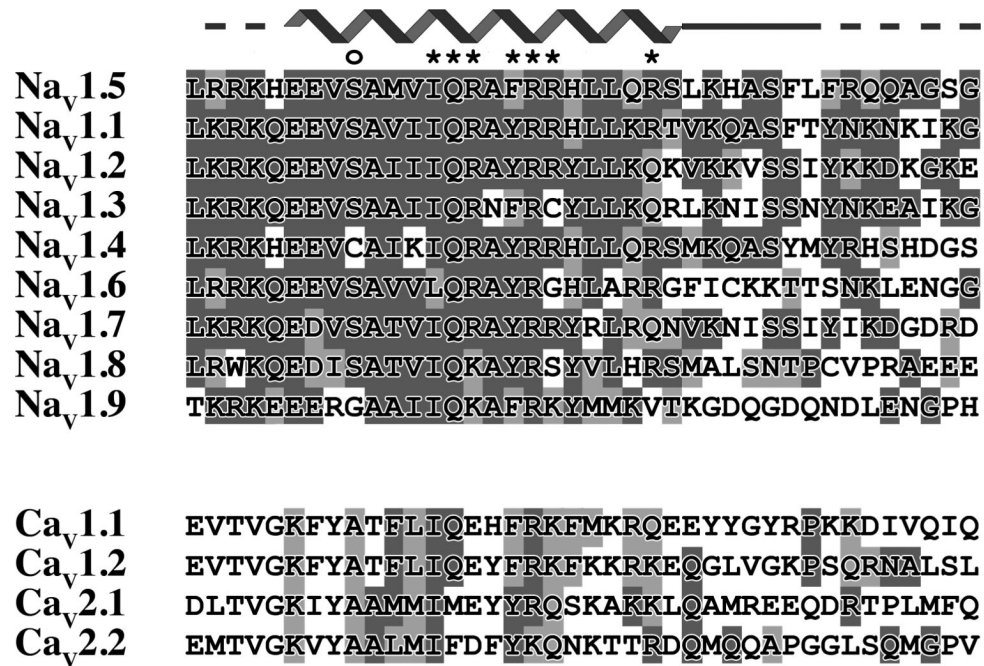 Nav1.5 LRRKHEEVSAMVIQRAFRRHLLQRSLKHASFLFRQQAGSG
Nav1.1 LKRKQEEVSAVIIQRAYRRHLLKRTVKQASFTYNKNKIKG
Nav1.2 LKRKQEEVSAIIIQRAYRRYLLKQKVKKVSSIYKKDKGKE
Nav1.3 LKRKQEEVSAAIIQRNFRCYLLKQRLKNISSNYNKEAIKG
Nav1.4 LKRKHEEVCAIKIQRAYRRHLLQRSMKQASYMYRHSHDGS
Nav1.6 LRRKQEEVSAVVLQRAYRGHLARRGFICKKTTSNKLENGG
Nav1.7 LKRKQEDVSATVIQRAYRRYRLRQNVKNISSIYIKDGDRD
Nav1.8 LRWKQEDISATVIQKAYRSYVLHRSMALSNTPCVPRAEEE
Nav1.9 TKRKEEERGAAIIQKAFRKYMMKVTKGDQGDQNDLENGPH
Cav1.1 EVTVGKFYATFLIQEHFRKFMKRQEEYYGYRPKKDIVQIQ
Cav1.2 EVTVGKFYATFLIQEYFRKFKKRKEQGLVGKPSQRNALSL
Cav2.1 DLTVGKIYAAMMIMEYYRQSKAKKLQAMREEQDRTPLMFQ
Cav2.2 EMTVGKVYAALMIFDFYKQNKTTRDQMQQAPGGLSQMGPV